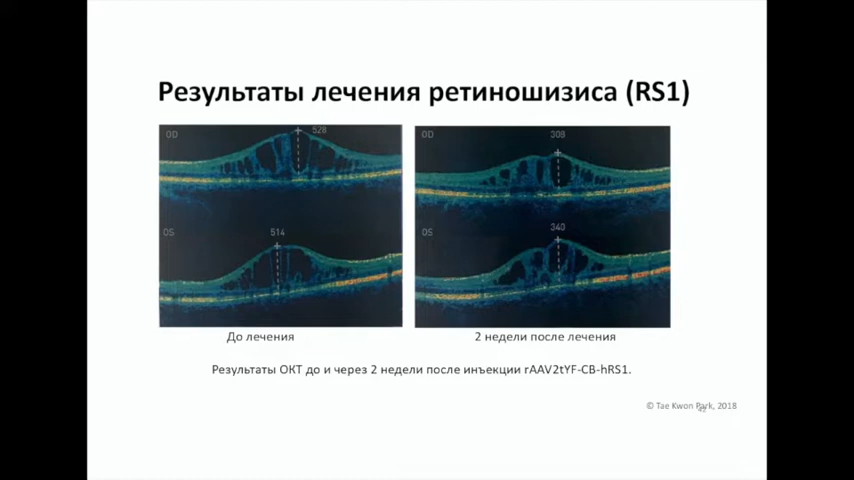 Результаты лечения ретиношизиса (RS1)
OD 528
OS 514
OD 309
OS 340
До лечения
2 недели после лечения
Результаты ОКТ до и через 2 недели после инъекции rAAV2tYF-CB-hRS1.
© Tae Kwon Park, 2018